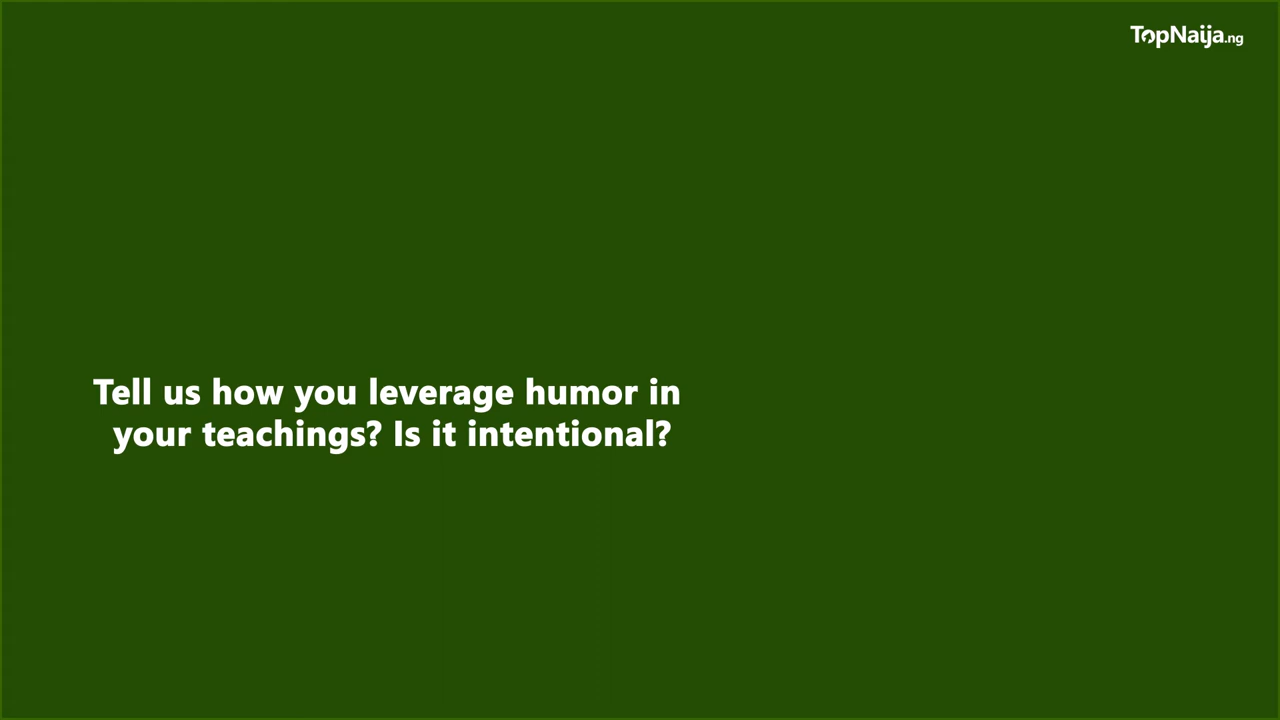 TopNaija.ng
Tell us how you leverage humor in
your teachings? Is it intentional?